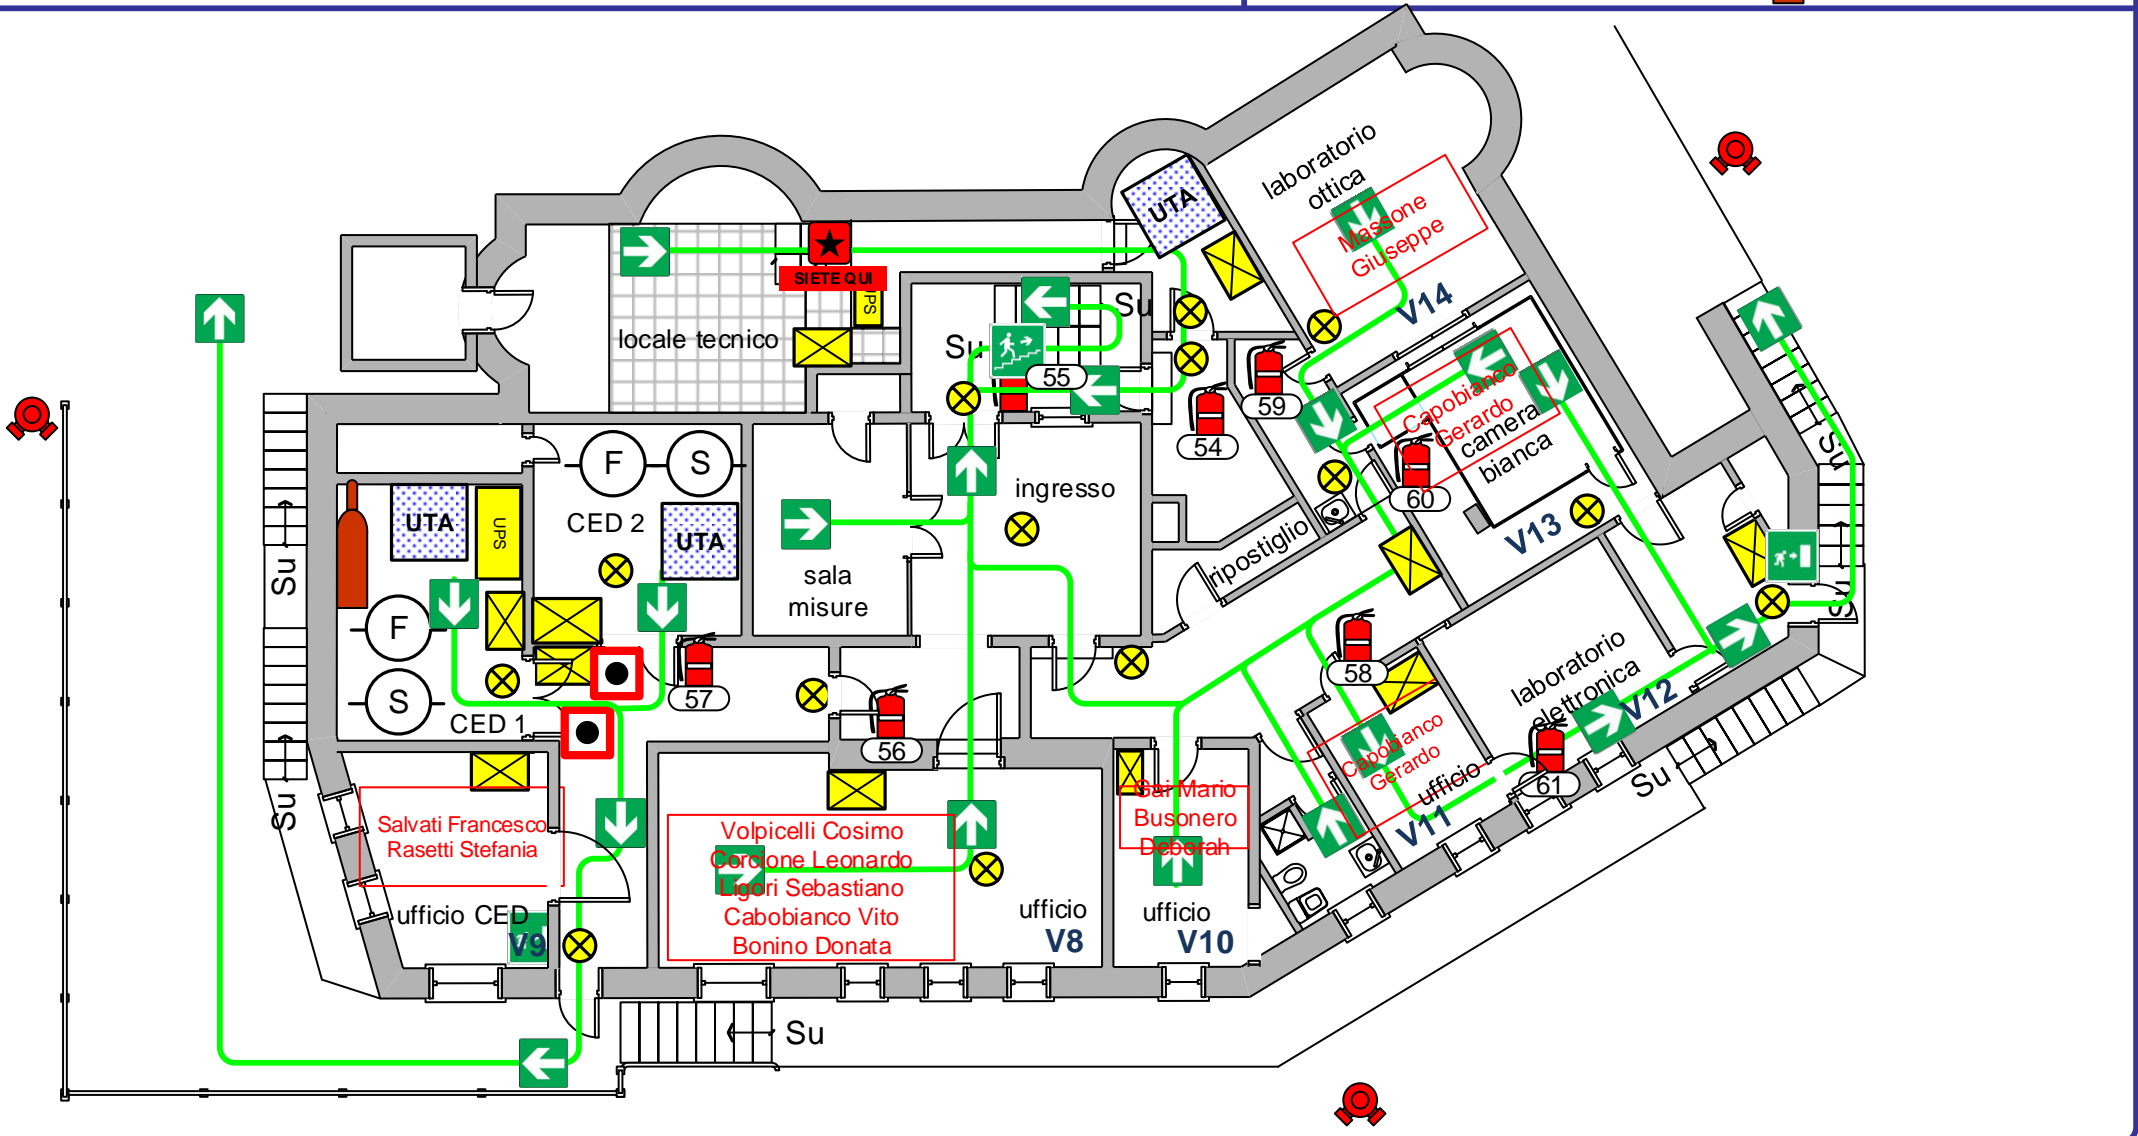 laboratorio
ottica
Massone
Giuseppe
V14
UTA
SIETE QUI
UPS
locale tecnico
Su
Su
55
59
54
Capobianco
Gerardo
camera
bianca
60
V13
Su
Su
F
S
CED 2
UTA
UPS
UTA
ingresso
sala
misure
ripostiglio
Su
F
S
CED 1
57
56
58
laboratorio
elettronica
V12
Capobianco
Gerardo
ufficio
V11
61
Su
Su
Salvati Francesco
Rasetti Stefania
ufficio CED
V9
Volpicelli Cosimo
Corcione Leonardo
Ligori Sebastiano
Cabobianco Vito
Bonino Donata
ufficio
V8
Gai Mario
Busonero
Deborah
ufficio
V10
Su